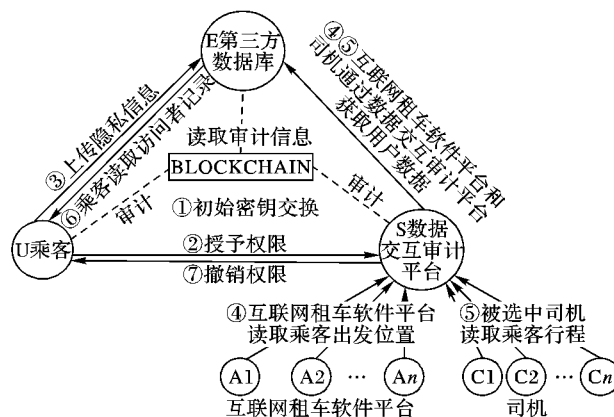 E第三方
数据库
④⑤互联网租车软件平台和
司机通过数据交互审计平台
获取用户数据
③上传隐私信息
⑥乘客读取访问者记录
读取审计信息
BLOCKCHAIN
审计
审计
①初始密钥交换
U乘客
②授予权限
⑦撤销权限
S数据
交互审计
平台
④互联网租车软件平台
读取乘客出发位置
⑤被选中司机
读取乘客行程
A1 A2 … An
C1 C2 … Cn
互联网租车软件平台
司机